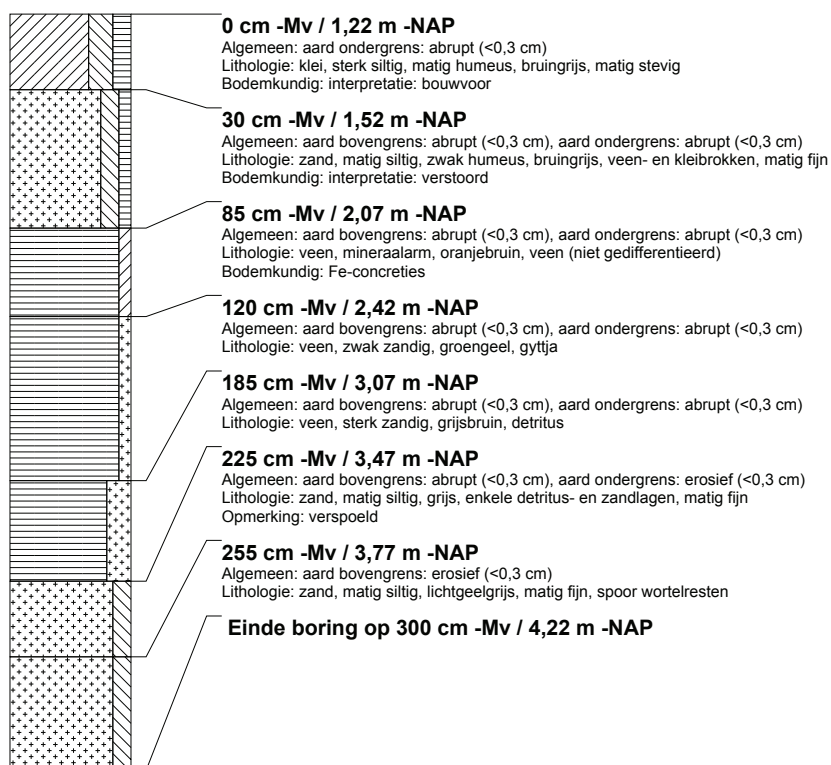 0 cm -Mv / 1,22 m -NAP
Algemeen: aard ondergrens: abrupt (<0,3 cm)
Lithologie: klei, sterk siltig, matig humeus, bruingrijs, matig stevig
Bodemkundig: interpretatie: bouwvoor
30 cm -Mv / 1,52 m -NAP
Algemeen: aard bovengrens: abrupt (<0,3 cm), aard ondergrens: abrupt (<0,3 cm)
Lithologie: zand, matig siltig, zwak humeus, bruingrijs, veen- en kleibrokken, matig fijn
Bodemkundig: interpretatie: verstoord
85 cm -Mv / 2,07 m -NAP
Algemeen: aard bovengrens: abrupt (<0,3 cm), aard ondergrens: abrupt (<0,3 cm)
Lithologie: veen, mineraalarm, oranjebruin, veen (niet gedifferentieerd)
Bodemkundig: Fe-concreties
120 cm -Mv / 2,42 m -NAP
Algemeen: aard bovengrens: abrupt (<0,3 cm), aard ondergrens: abrupt (<0,3 cm)
Lithologie: veen, zwak zandig, groengeel, gyttja
185 cm -Mv / 3,07 m -NAP
Algemeen: aard bovengrens: abrupt (<0,3 cm), aard ondergrens: abrupt (<0,3 cm)
Lithologie: veen, sterk zandig, grijsbruin, detritus
225 cm -Mv / 3,47 m -NAP
Algemeen: aard bovengrens: abrupt (<0,3 cm), aard ondergrens: erosief (<0,3 cm)
Lithologie: zand, matig siltig, grijs, enkele detritus- en zandlagen, matig fijn
Opmerking: verspoeld
255 cm -Mv / 3,77 m -NAP
Algemeen: aard bovengrens: erosief (<0,3 cm)
Lithologie: zand, matig siltig, lichtgeelgrijs, matig fijn, spoor wortelresten
Einde boring op 300 cm -Mv / 4,22 m -NAP